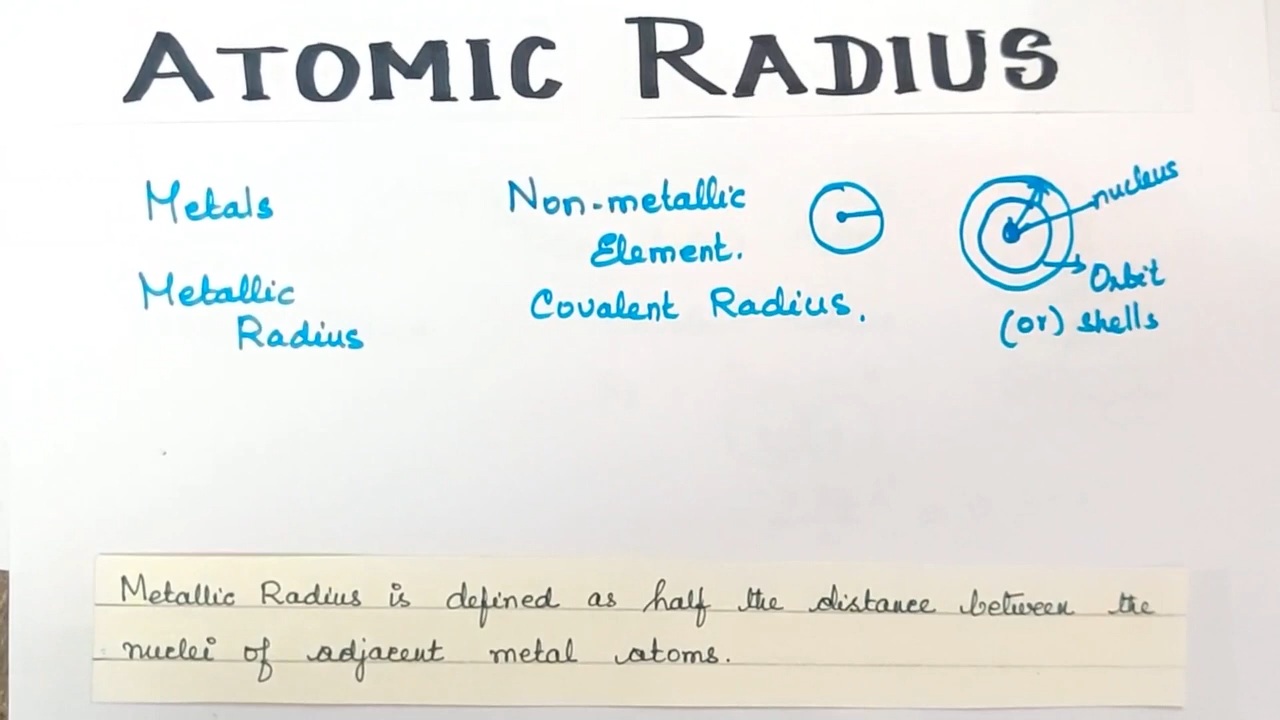 ATOMIC RADIUS
Metals
Metallic
Radius
Non-metallic
Element.
Covalent Radius.
nucleus
Orbit
(or) shells
Metallic Radius is defined as half the distance between the
nuclei of adjacent metal atoms.